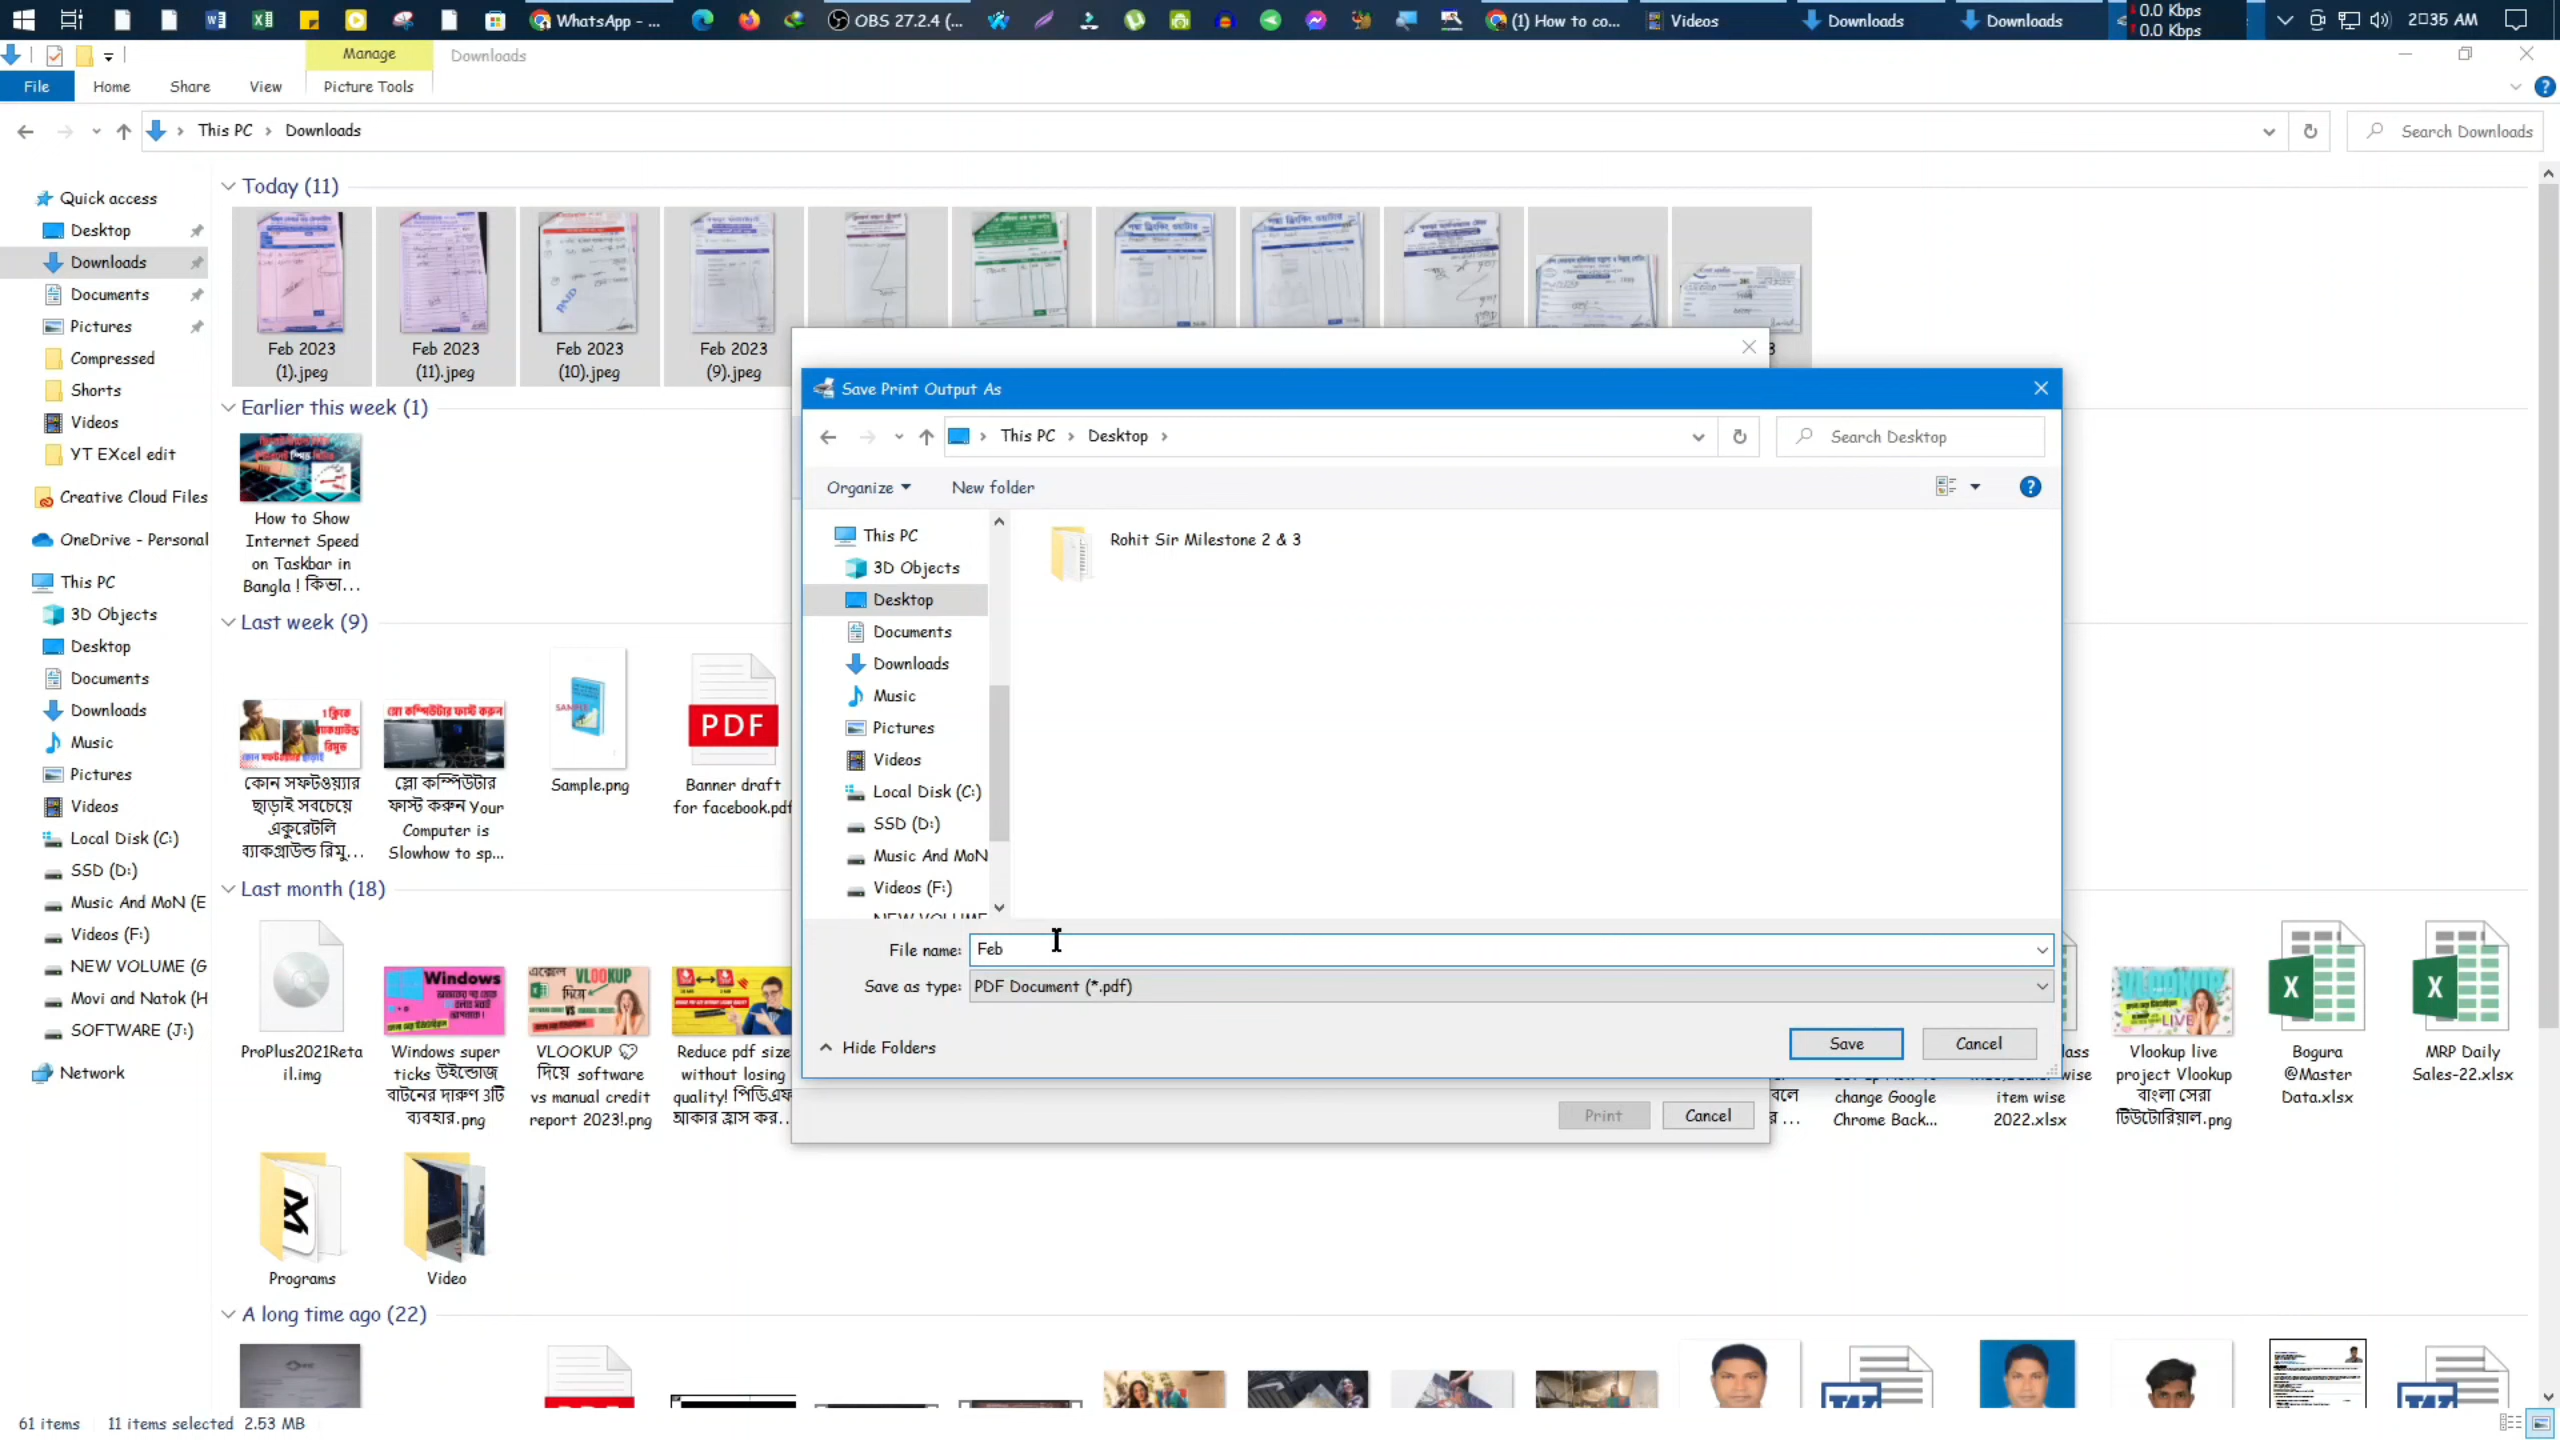 WhatsApp - ...
OBS 27.2.4 (...
(1) How to co...
Videos
Downloads
Downloads
0.0 Kbps
0.0 Kbps
2:35 AM
Manage
Downloads
File
Home
Share
View
Picture Tools
This PC
Downloads
Search Downloads
Quick access
Desktop
Downloads
Documents
Pictures
Compressed
Shorts
Videos
YT EXcel edit
Creative Cloud Files
OneDrive - Personal
This PC
3D Objects
Desktop
Documents
Downloads
Music
Pictures
Videos
Local Disk (C:)
SSD (D:)
Music And MoN (E
Videos (F:)
NEW VOLUME (G
Movi and Natok (H
SOFTWARE (J:)
Network
Today (11)
Feb 2023
(1).jpeg
Feb 2023
(11).jpeg
Feb 2023
(10).jpeg
Feb 2023
(9).jpeg
Earlier this week (1)
How to Show
Internet Speed
on Taskbar in
Bangla ! কিভা...
Last week (9)
কোন সফটওয়্যার
ছাড়াই সবচেয়ে
একুরেটলি
ব্যাকগ্রাউন্ড রিমু...
স্লো কম্পিউটার ফাস্ট করুন
স্লো কম্পিউটার
ফাস্ট করুন Your
Computer is
Slowhow to sp...
Sample.png
PDF
Banner draft
for facebook.pdf
Last month (18)
ProPlus2021Reta
il.img
Windows
Windows super
ticks উইন্ডোজ
বাটনের দারুণ 3টি
ব্যবহার.png
VLOOKUP
VLOOKUP
দিয়ে software
vs manual credit
report 2023!.png
Reduce pdf size
without losing
quality! পিডিএফ
আকার হ্রাস কর...
change Google
Chrome Back...
item wise
2022.xlsx
VLOOKUP
LIVE
Vlookup live
project Vlookup
বাংলা সেরা
টিউটোরিয়াল.png
Bogura
@Master
Data.xlsx
MRP Daily
Sales-22.xlsx
Programs
Video
A long time ago (22)
61 items
11 items selected 2.53 MB
Save Print Output As
This PC
Desktop
Search Desktop
Organize
New folder
This PC
3D Objects
Desktop
Documents
Downloads
Music
Pictures
Videos
Local Disk (C:)
SSD (D:)
Music And MoN
Videos (F:)
NEW VOLUME
Rohit Sir Milestone 2 & 3
File name:
Feb
Save as type:
PDF Document (*.pdf)
Hide Folders
Save
Cancel
Print
Cancel